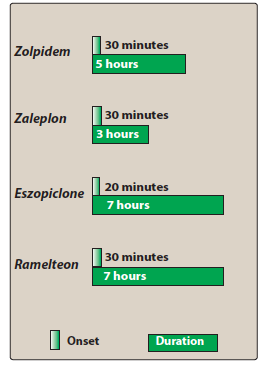 Zolpidem
30 minutes
5 hours
Zaleplon
30 minutes
3 hours
Eszopiclone
20 minutes
7 hours
Ramelteon
30 minutes
7 hours
Onset
Duration